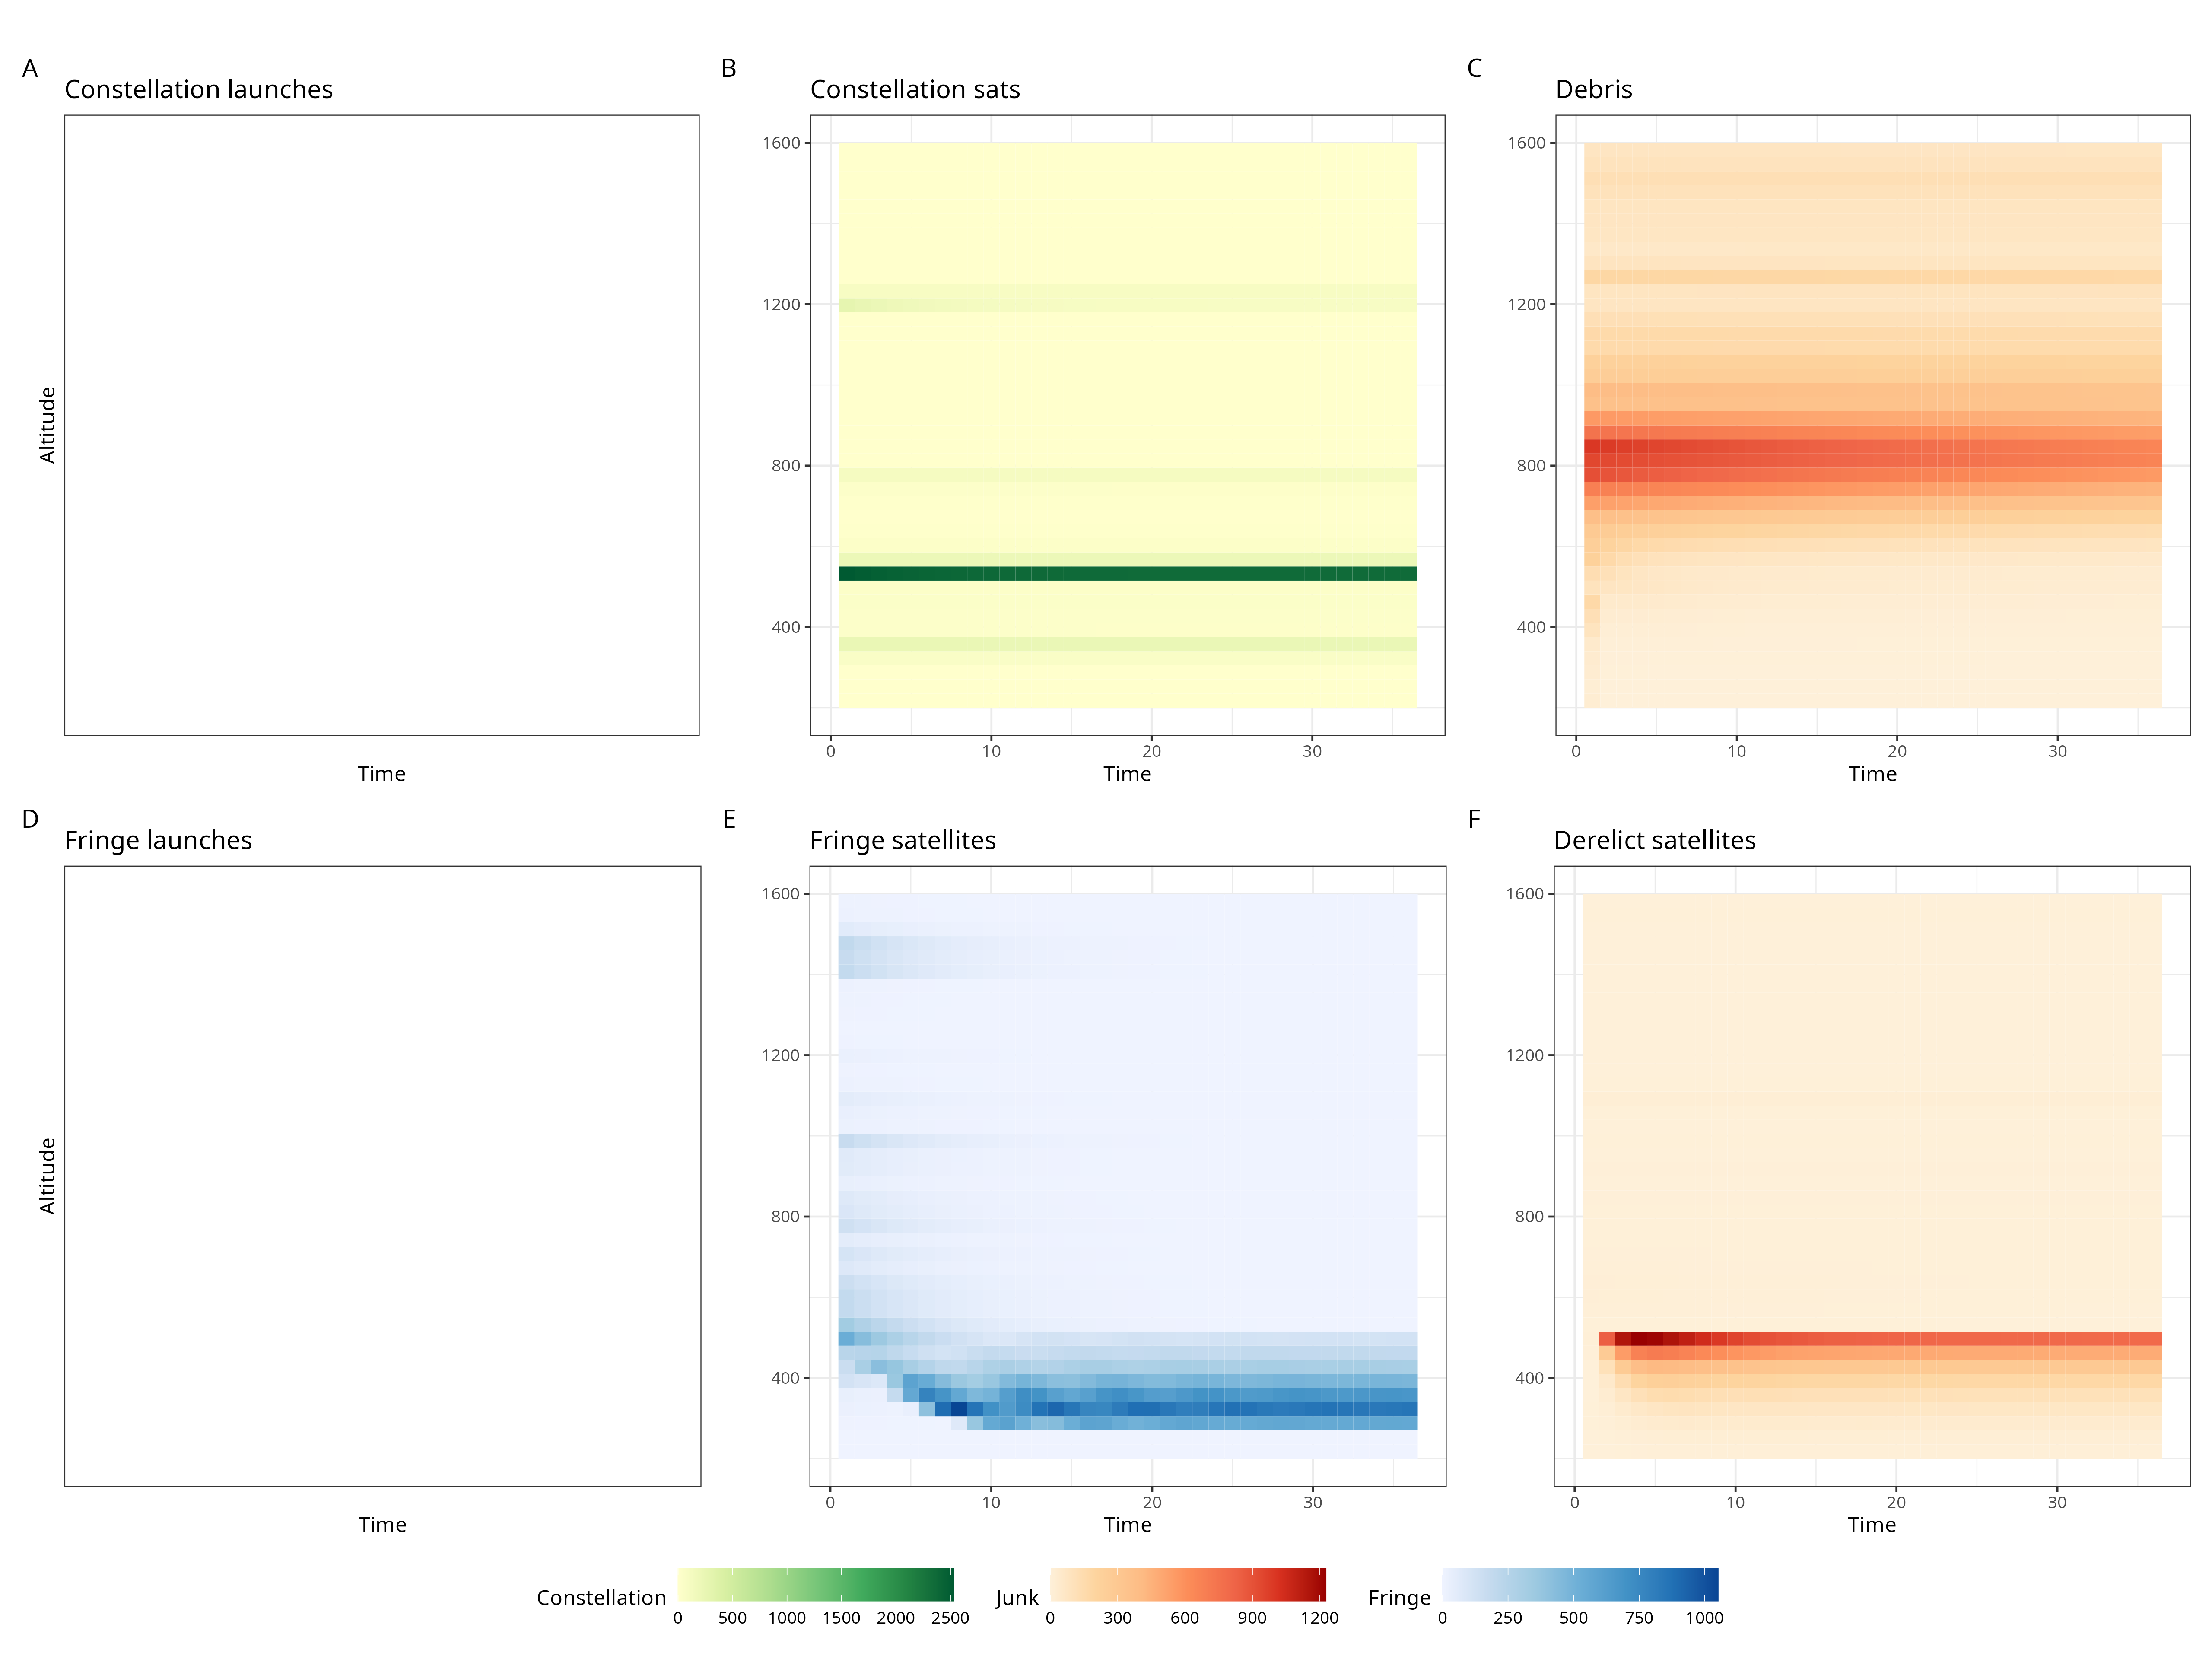 A
Constellation launches
Altitude
Time
B
Constellation sats
1600
1200
800
400
0 10 20 30
Time
C
Debris
1600
1200
800
400
0 10 20 30
Time
D
Fringe launches
Altitude
Time
E
Fringe satellites
1600
1200
800
400
0 10 20 30
Time
F
Derelict satellites
1600
1200
800
400
0 10 20 30
Time
Constellation
0 500 1000 1500 2000 2500
Junk
0 300 600 900 1200
Fringe
0 250 500 750 1000